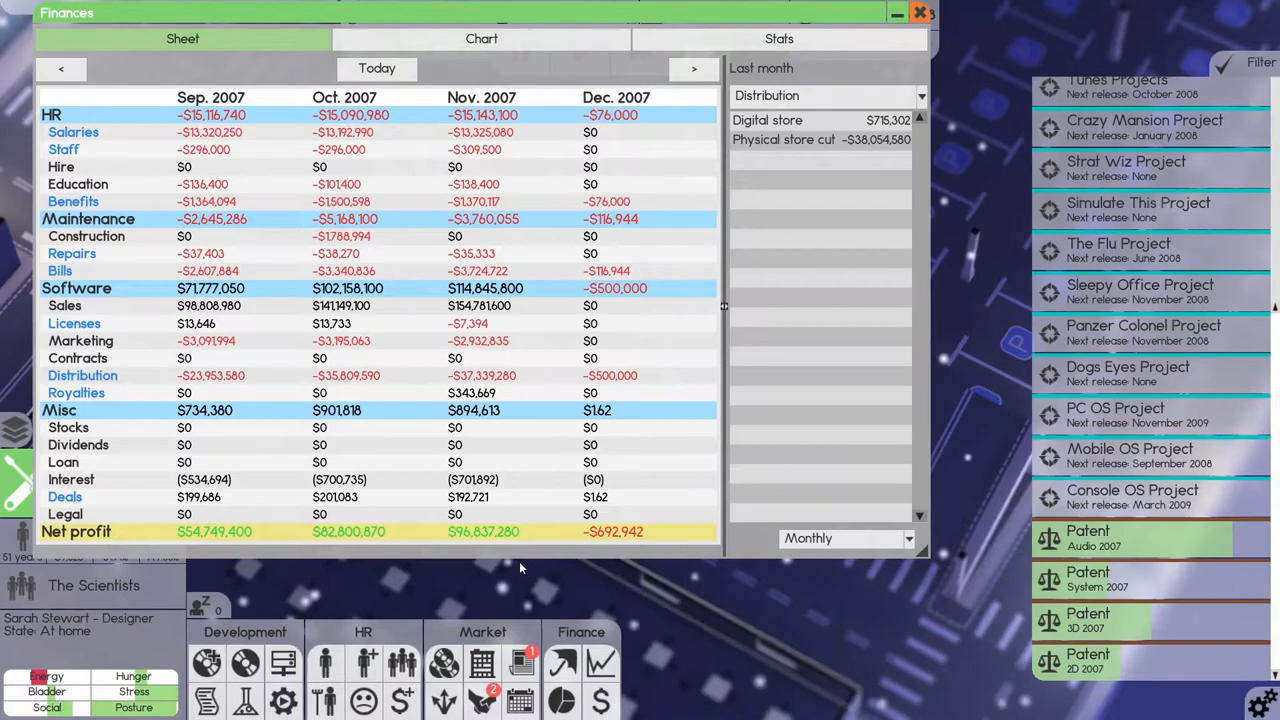 Finances
Sheet Chart Stats
< Today > Last month
Sep. 2007 Oct. 2007 Nov. 2007 Dec. 2007 Distribution
HR -$15,116,740 -$15,090,980 -$15,143,100 -$76,000 Digital store $715,302
Salaries -$13,320,250 -$13,192,990 -$13,325,080 $0 Physical store cut -$38,054,580
Staff -$296,000 -$296,000 -$309,500 $0
Hire $0 $0 $0 $0
Education -$136,400 -$101,400 -$138,400 $0
Benefits -$1,364,094 -$1,500,598 -$1,370,117 -$76,000
Maintenance -$2,645,286 -$5,168,100 -$3,760,055 -$116,944
Construction $0 -$1,788,994 $0 $0
Repairs -$37,403 -$38,270 -$35,333 $0
Bills -$2,607,884 -$3,340,836 -$3,724,722 -$116,944
Software $71,777,050 $102,158,100 $114,845,800 -$500,000
Sales $98,808,980 $141,149,100 $154,781,600 $0
Licenses $13,646 $13,733 -$7,394 $0
Marketing -$3,091,994 -$3,195,063 -$2,932,835 $0
Contracts $0 $0 $0 $0
Distribution -$23,953,580 -$35,809,590 -$37,339,280 -$500,000
Royalties $0 $0 $343,669 $0
Misc $734,380 $901,818 $894,613 $1.62
Stocks $0 $0 $0 $0
Dividends $0 $0 $0 $0
Loan $0 $0 $0 $0
Interest ($534,694) ($700,735) ($701,892) ($0)
Deals $199,686 $201,083 $192,721 $1.62
Legal $0 $0 $0 $0
Net profit $54,749,400 $82,800,870 $96,837,280 -$692,942
Monthly
Filter
Tunes Projects
Next release: October 2008
Crazy Mansion Project
Next release: January 2008
Strat Wiz Project
Next release: None
Simulate This Project
Next release: None
The Flu Project
Next release: June 2008
Sleepy Office Project
Next release: November 2008
Panzer Colonel Project
Next release: November 2008
Dogs Eyes Project
Next release: None
PC OS Project
Next release: November 2009
Mobile OS Project
Next release: September 2008
Console OS Project
Next release: March 2009
Patent
Audio 2007
Patent
System 2007
Patent
3D 2007
Patent
2D 2007
The Scientists
Sarah Stewart - Designer
State: At home
Energy Hunger
Bladder Stress
Social Posture
0
Development HR Market Finance
1
2